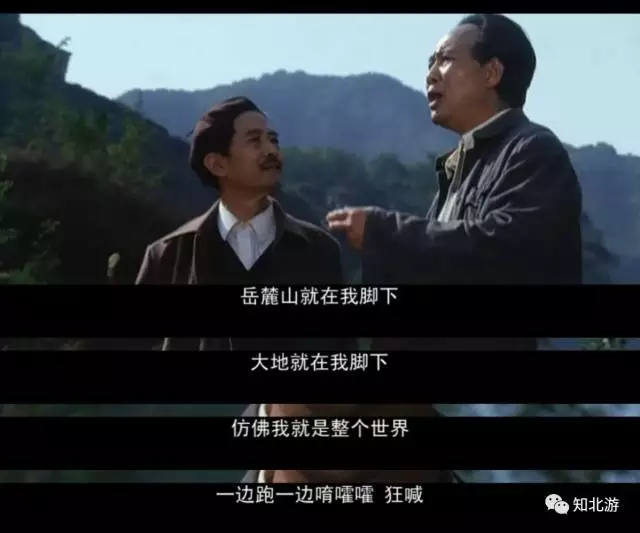 岳麓山就在我脚下
大地就在我脚下
仿佛我就是整个世界
一边跑一边唷嚯嚯 狂喊
知北游